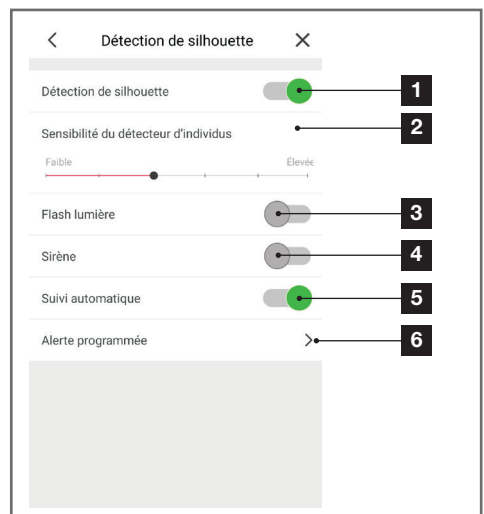 Détection de silhouette
Détection de silhouette 1
Sensibilité du détecteur d'individus 2
Faible Élevée
Flash lumière 3
Sirène 4
Suivi automatique 5
Alerte programmée 6